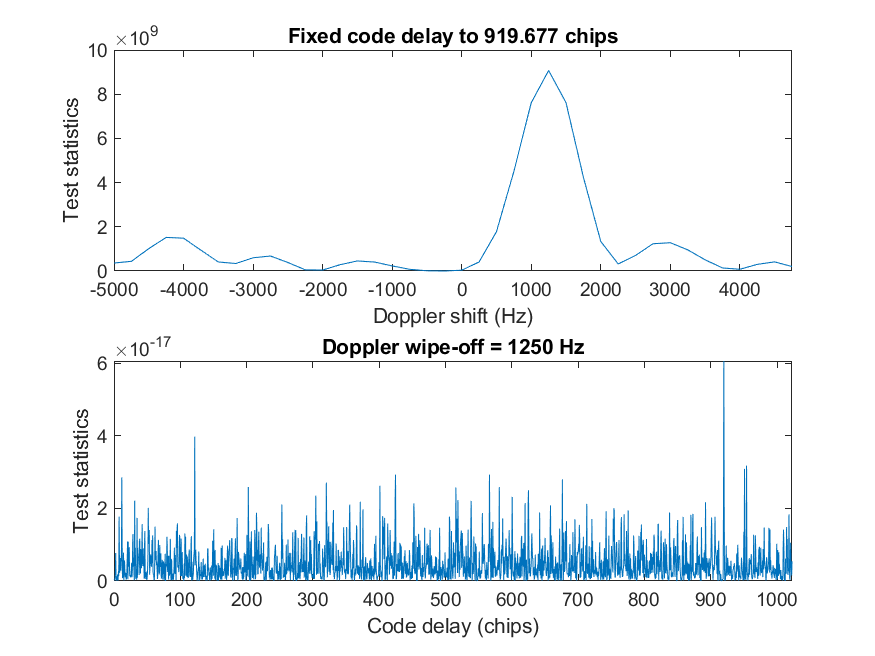 Fixed code delay to 919.677 chips
×10^9
10
8
6
4
2
0
Test statistics
-5000 -4000 -3000 -2000 -1000 0 1000 2000 3000 4000
Doppler shift (Hz)
Doppler wipe-off = 1250 Hz
×10^-17
6
4
2
0
Test statistics
0 100 200 300 400 500 600 700 800 900 1000
Code delay (chips)